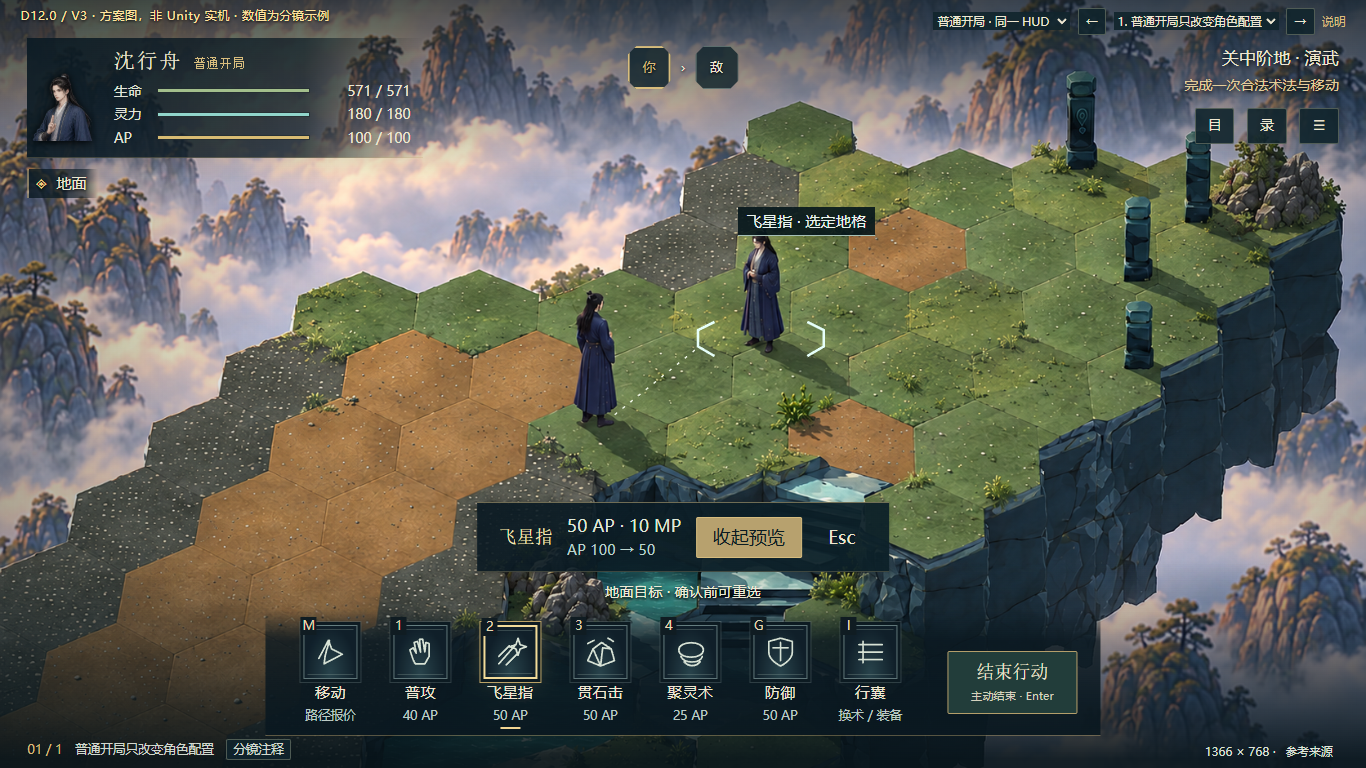 D12.0 / V3 · 方案图，非 Unity 实机 · 数值为分镜示例
普通开局 · 同一 HUD
←
1. 普通开局只改变角色配置
→
说明
沈行舟 普通开局
生命 571 / 571
灵力 180 / 180
AP 100 / 100
地面
你 › 敌
关中阶地 · 演武
完成一次合法术法与移动
目 录 ☰
飞星指 · 选定地格
飞星指
50 AP · 10 MP
AP 100 → 50
收起预览
Esc
地面目标 · 确认前可重选
M 1 2 3 4 G I
移动 普攻 飞星指 贯石击 聚灵术 防御 行囊
路径报价 40 AP 50 AP 50 AP 25 AP 50 AP 换术 / 装备
结束行动
主动结束 · Enter
01 / 1 普通开局只改变角色配置 分镜注释
1366 × 768 · 参考来源